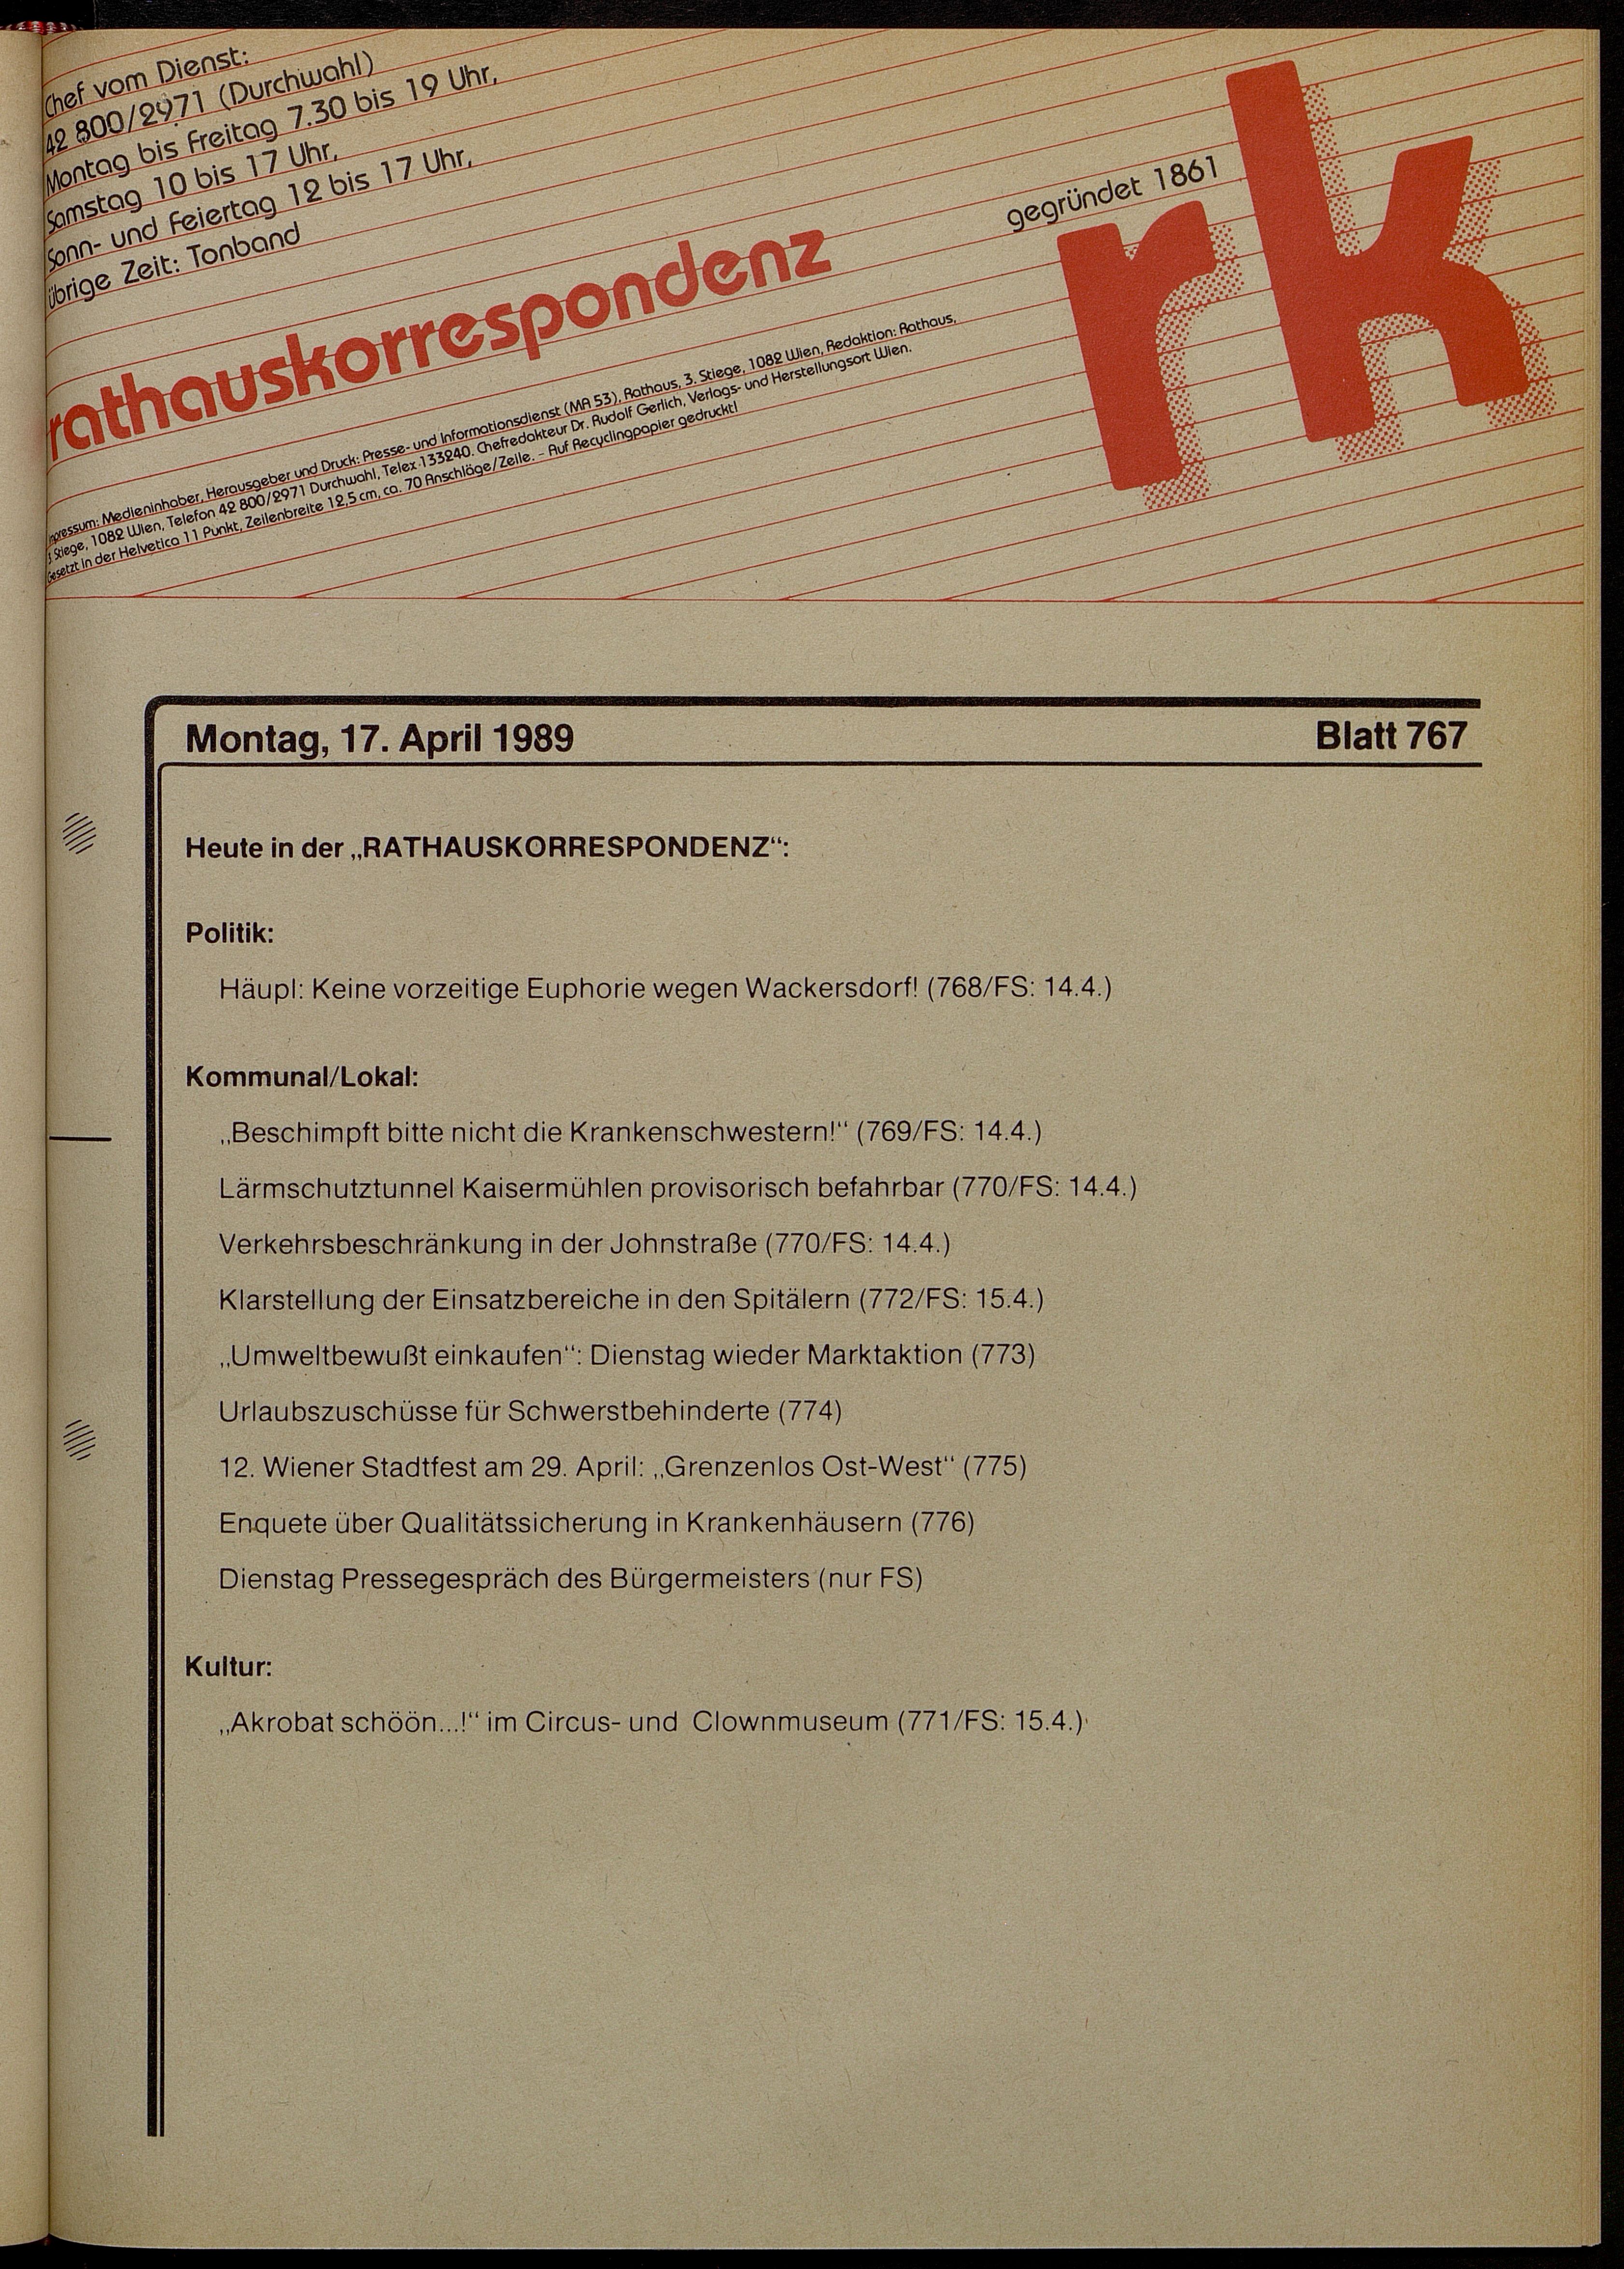 Chef vom Dienst:
42 800/2971 (Durchwahl)
Montag bis Freitag 7.30 bis 19 Uhr,
Samstag 10 bis 17 Uhr,
Sonn- und Feiertag 12 bis 17 Uhr,
übrige Zeit: Tonband
gegründet 1861
rk
rathauskorrespondenz
Impressum: Medieninhaber, Herausgeber und Druck: Presse- und Informationsdienst (MA 53), Rathaus, 3. Stiege, 1082 Wien, Redaktion: Rathaus,
3. Stiege, 1082 Wien, Telefon 42 800/2971 Durchwahl, Telex 133240. Chefredakteur Dr. Rudolf Gerlich, Verlags- und Herstellungsort Wien.
Gesetzt in der Helvetica 11 Punkt, Zeilenbreite 12,5 cm, ca. 70 Anschläge/Zeile. – Auf Recyclingpapier gedruckt!
Montag, 17. April 1989 Blatt 767
Heute in der „RATHAUSKORRESPONDENZ“:
Politik:
Häupl: Keine vorzeitige Euphorie wegen Wackersdorf! (768/FS: 14.4.)
Kommunal/Lokal:
„Beschimpft bitte nicht die Krankenschwestern!“ (769/FS: 14.4.)
Lärmschutztunnel Kaisermühlen provisorisch befahrbar (770/FS: 14.4.)
Verkehrsbeschränkung in der Johnstraße (770/FS: 14.4.)
Klarstellung der Einsatzbereiche in den Spitälern (772/FS: 15.4.)
„Umweltbewußt einkaufen“: Dienstag wieder Marktaktion (773)
Urlaubszuschüsse für Schwerstbehinderte (774)
12. Wiener Stadtfest am 29. April: „Grenzenlos Ost-West“ (775)
Enquete über Qualitätssicherung in Krankenhäusern (776)
Dienstag Pressegespräch des Bürgermeisters (nur FS)
Kultur:
„Akrobat schöön...!“ im Circus- und Clownmuseum (771/FS: 15.4.)